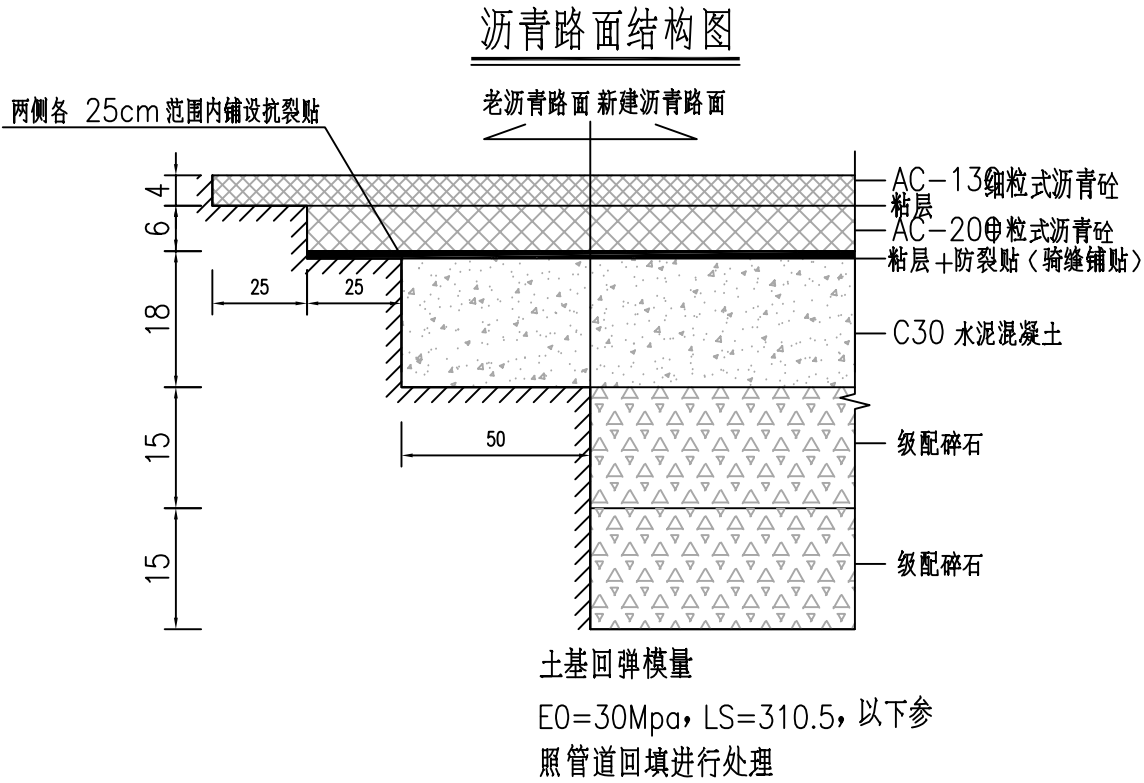 沥青路面结构图
老沥青路面 新建沥青路面
两侧各 25cm 范围内铺设抗裂贴
4
AC-13C细粒式沥青砼
粘层
6
AC-20中粒式沥青砼
粘层+防裂贴〈骑缝铺贴〉
25
25
18
C30 水泥混凝土
50
15
级配碎石
15
级配碎石
土基回弹模量
E0=30Mpa, LS=310.5, 以下参
照管道回填进行处理